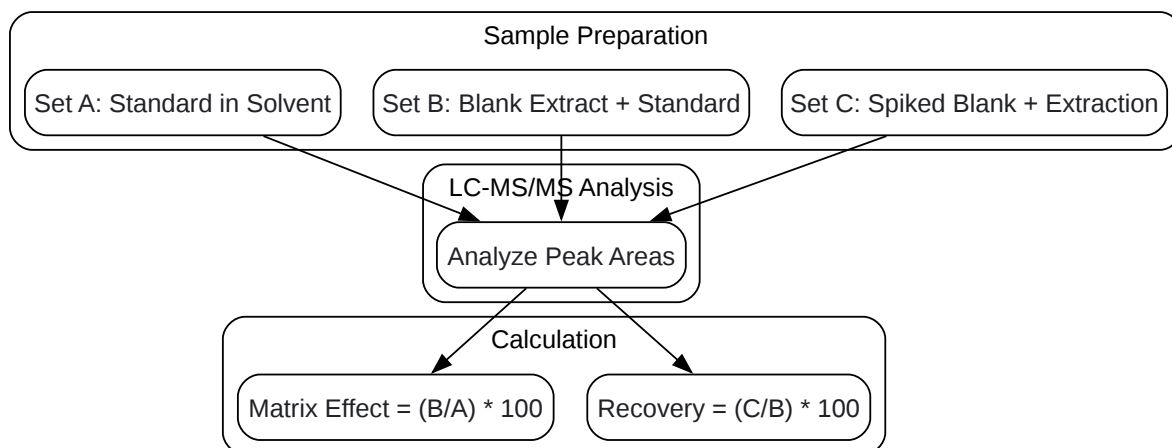 Sample Preparation
Set A: Standard in Solvent
Set B: Blank Extract + Standard
Set C: Spiked Blank + Extraction
LC-MS/MS Analysis
Analyze Peak Areas
Calculation
Matrix Effect = (B/A) * 100
Recovery = (C/B) * 100